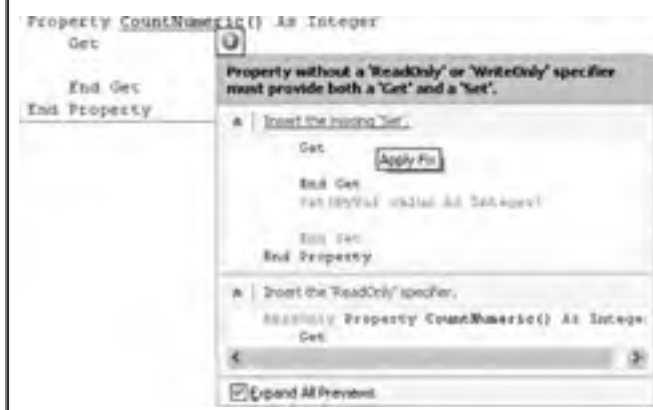 Property CountNumeric() As Integer
Get
End Get
End Property
Property without a 'ReadOnly' or 'WriteOnly' specifier
must provide both a 'Get' and a 'Set'.
Insert the missing 'Set'.
Get
Apply Fix
End Get
Set(ByVal value As Integer)
End Set
End Property
Insert the 'ReadOnly' specifier.
ReadOnly Property CountNumeric() As Intege
Get
Expand All Previews